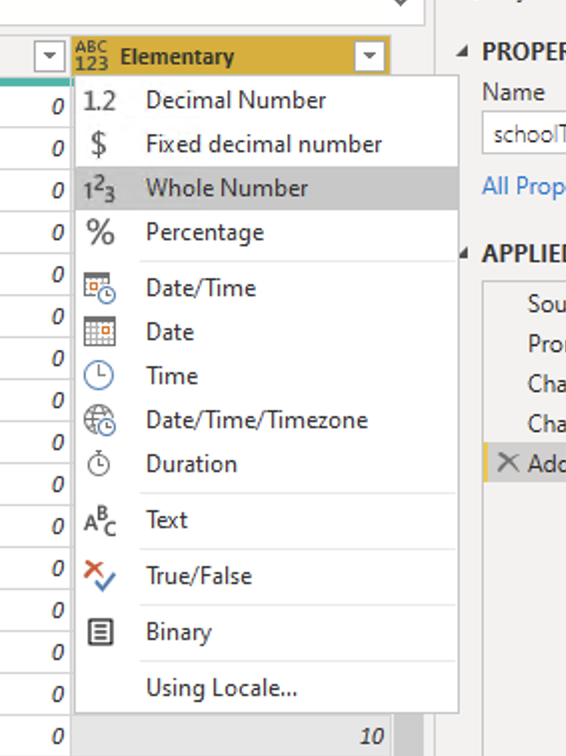 ABC
123
Elementary
0
1.2 Decimal Number
0
$ Fixed decimal number
0
123 Whole Number
0
% Percentage
0
Date/Time
0
Date
0
Time
0
Date/Time/Timezone
0
Duration
0
0
ABC Text
0
0
True/False
0
Binary
0
Using Locale...
0
10
PROPER
Name
schoolT
All Prop
APPLIED
Sou
Pro
Cha
Cha
Add